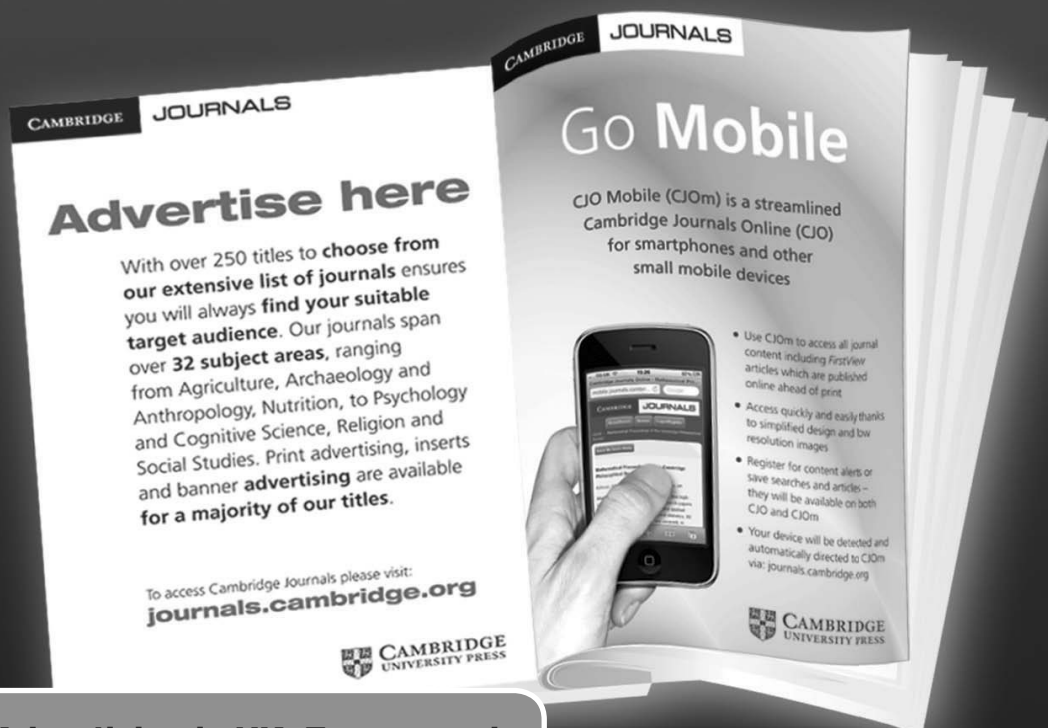 CAMBRIDGE JOURNALS
Advertise here
With over 250 titles to choose from
our extensive list of journals ensures
you will always find your suitable
target audience. Our journals span
over 32 subject areas, ranging
from Agriculture, Archaeology and
Anthropology, Nutrition, to Psychology
and Cognitive Science, Religion and
Social Studies. Print advertising, inserts
and banner advertising are available
for a majority of our titles.
To access Cambridge Journals please visit:
journals.cambridge.org
CAMBRIDGE
UNIVERSITY PRESS
CAMBRIDGE JOURNALS
Go Mobile
CJO Mobile (CJOm) is a streamlined
Cambridge Journals Online (CJO)
for smartphones and other
small mobile devices
CAMBRIDGE JOURNALS
• Use CJOm to access all journal
content including FirstView
articles which are published
online ahead of print
• Access quickly and easily thanks
to simplified design and low
resolution images
• Register for content alerts or
save searches and articles –
they will be available on both
CJO and CJOm
• Your device will be detected and
automatically directed to CJOm
via: journals.cambridge.org
CAMBRIDGE
UNIVERSITY PRESS